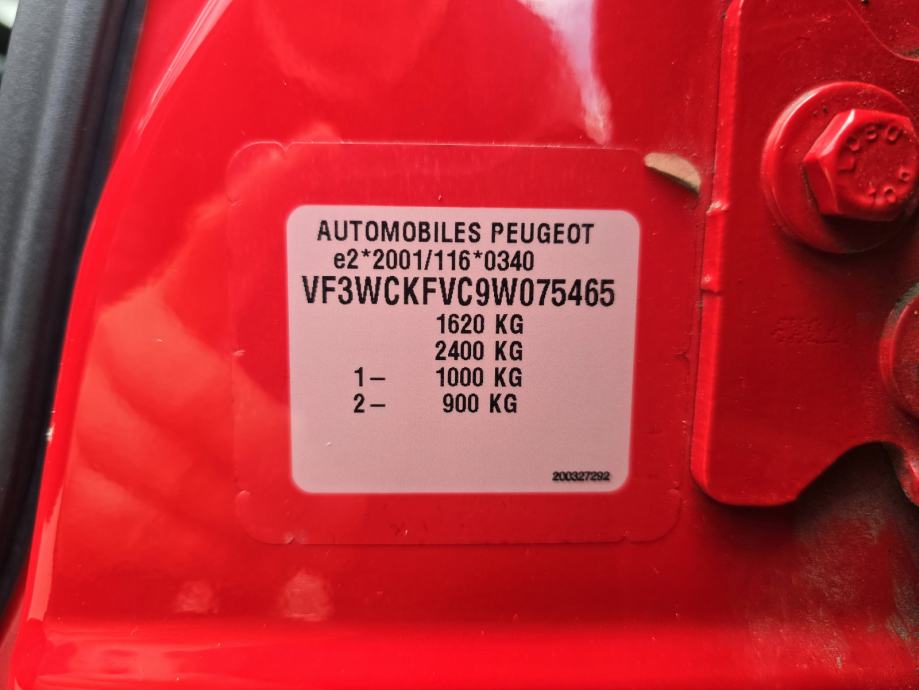 AUTOMOBILES PEUGEOT
e2*2001/116*0340
VF3WCKFVC9W075465
1620 KG
2400 KG
1– 1000 KG
2– 900 KG
200327292